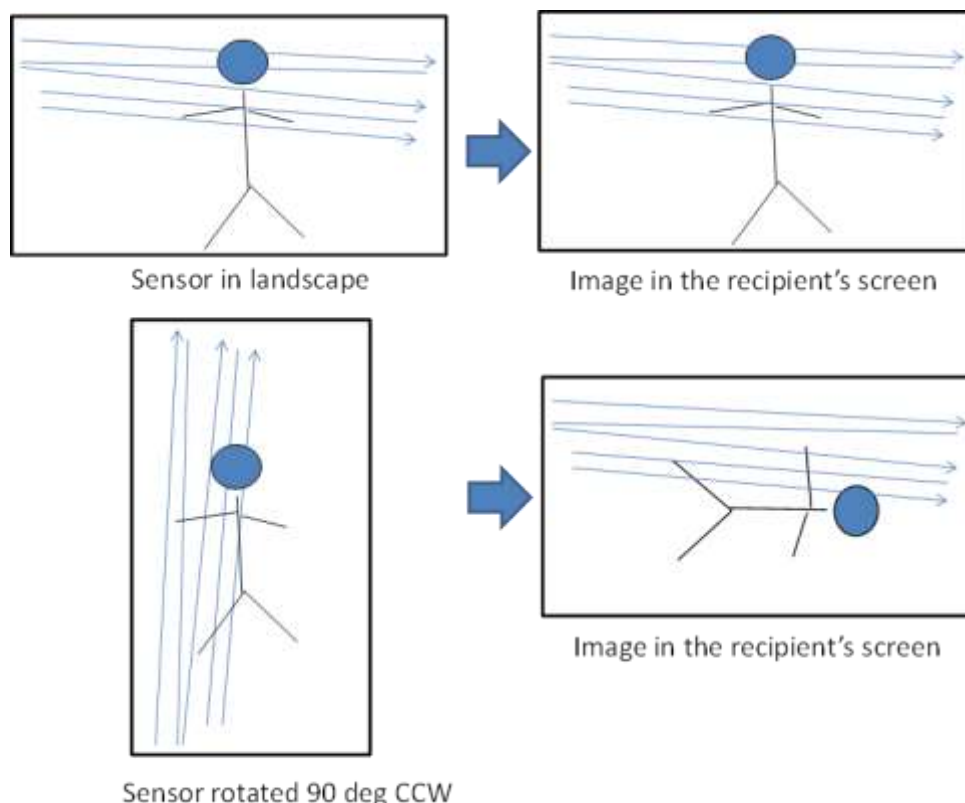 Sensor in landscape
Image in the recipient's screen
Image in the recipient's screen
Sensor rotated 90 deg CCW